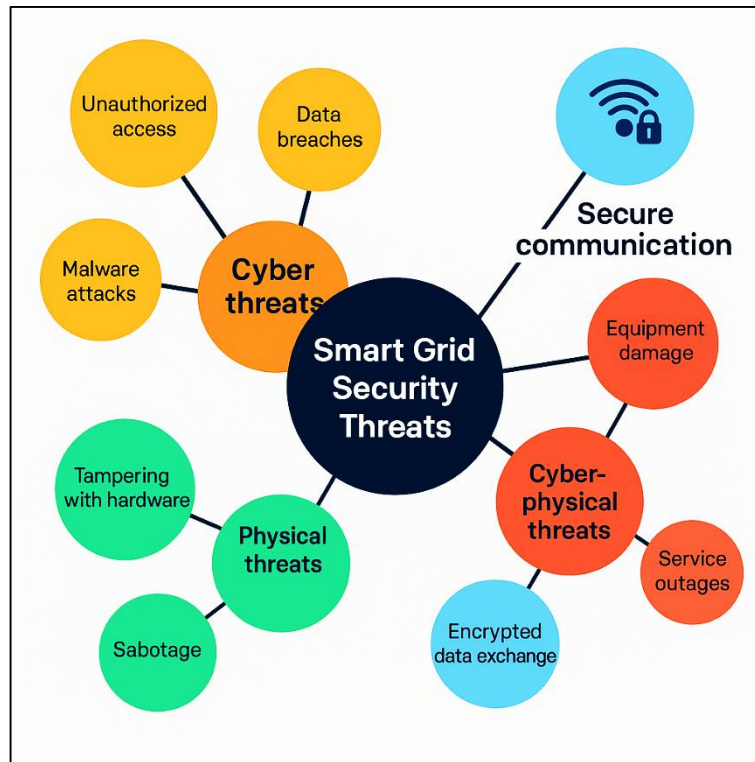 Unauthorized
access
Data
breaches
Malware
attacks
Cyber
threats
Secure
communication
Smart Grid
Security
Threats
Equipment
damage
Tampering
with hardware
Physical
threats
Sabotage
Cyber-
physical
threats
Service
outages
Encrypted
data exchange